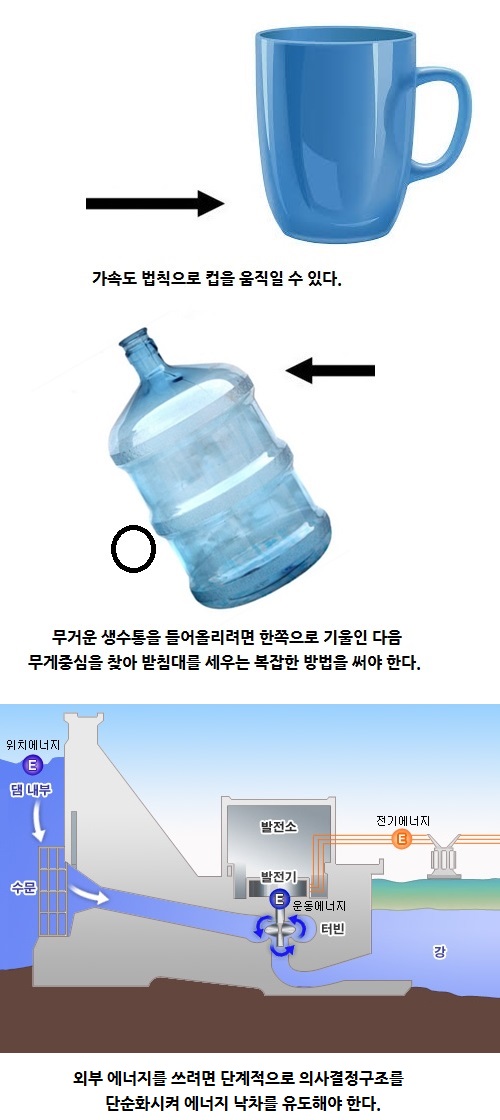 가속도 법칙으로 컵을 움직일 수 있다.
무거운 생수통을 들어올리려면 한쪽으로 기울인 다음
무게중심을 찾아 받침대를 세우는 복잡한 방법을 써야 한다.
위치에너지
E
댐 내부
수문
발전소
발전기
E
운동에너지
터빈
전기에너지
E
강
외부 에너지를 쓰려면 단계적으로 의사결정구조를
단순화시켜 에너지 낙차를 유도해야 한다.